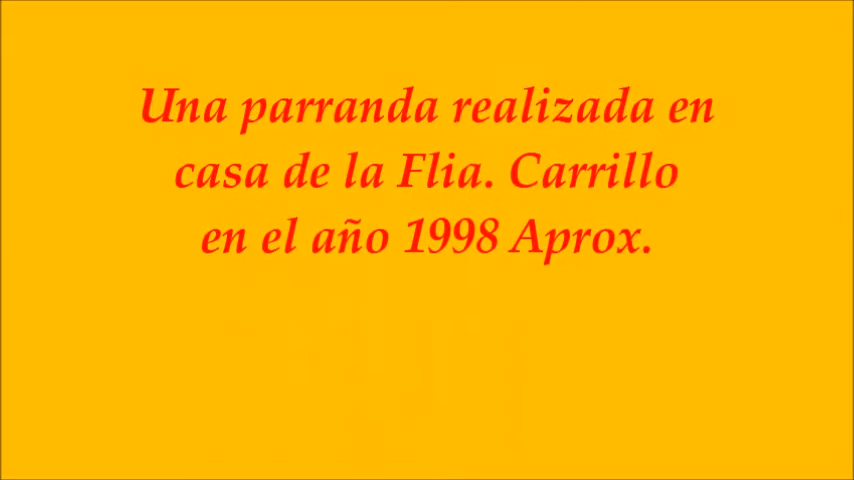 Una parranda realizada en
casa de la Flia. Carrillo
en el año 1998 Aprox.